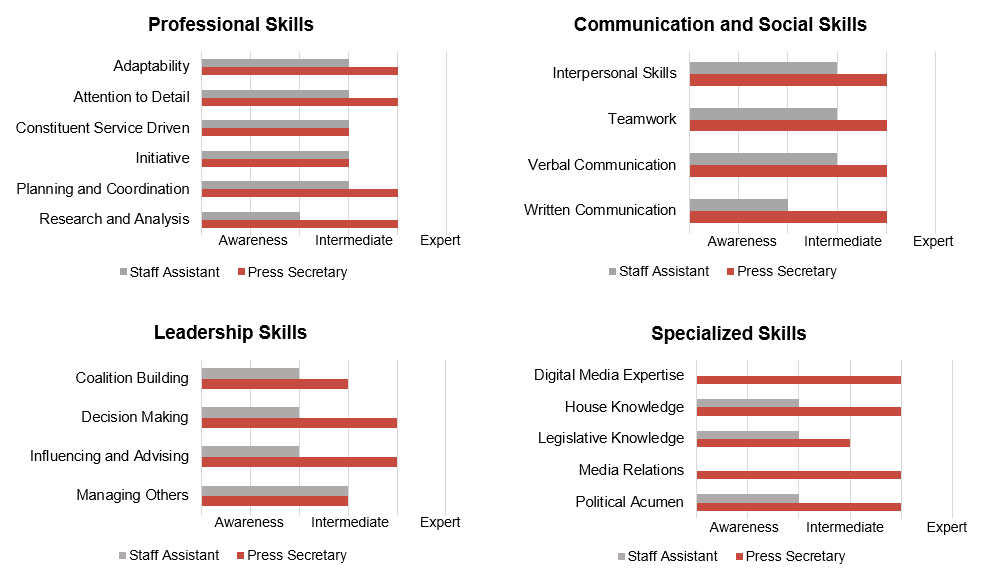 Professional Skills
Adaptability
Attention to Detail
Constituent Service Driven
Initiative
Planning and Coordination
Research and Analysis
Awareness Intermediate Expert
Staff Assistant Press Secretary
Communication and Social Skills
Interpersonal Skills
Teamwork
Verbal Communication
Written Communication
Awareness Intermediate Expert
Staff Assistant Press Secretary
Leadership Skills
Coalition Building
Decision Making
Influencing and Advising
Managing Others
Awareness Intermediate Expert
Staff Assistant Press Secretary
Specialized Skills
Digital Media Expertise
House Knowledge
Legislative Knowledge
Media Relations
Political Acumen
Awareness Intermediate Expert
Staff Assistant Press Secretary